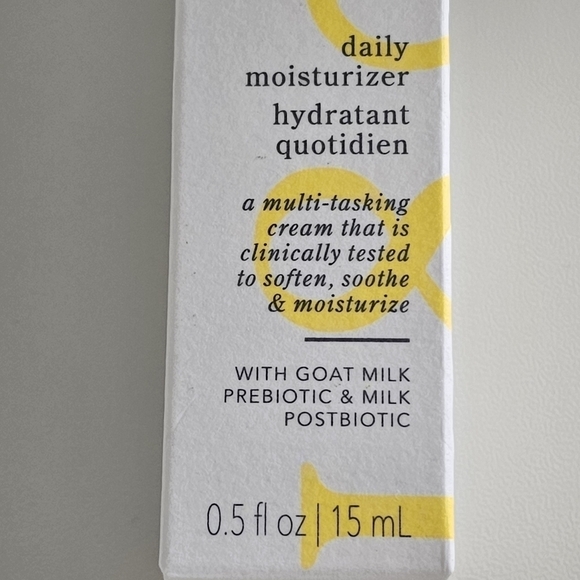 daily
moisturizer
hydratant
quotidien
a multi-tasking
cream that is
clinically tested
to soften, soothe
& moisturize
WITH GOAT MILK
PREBIOTIC & MILK
POSTBIOTIC
0.5 fl oz | 15 mL